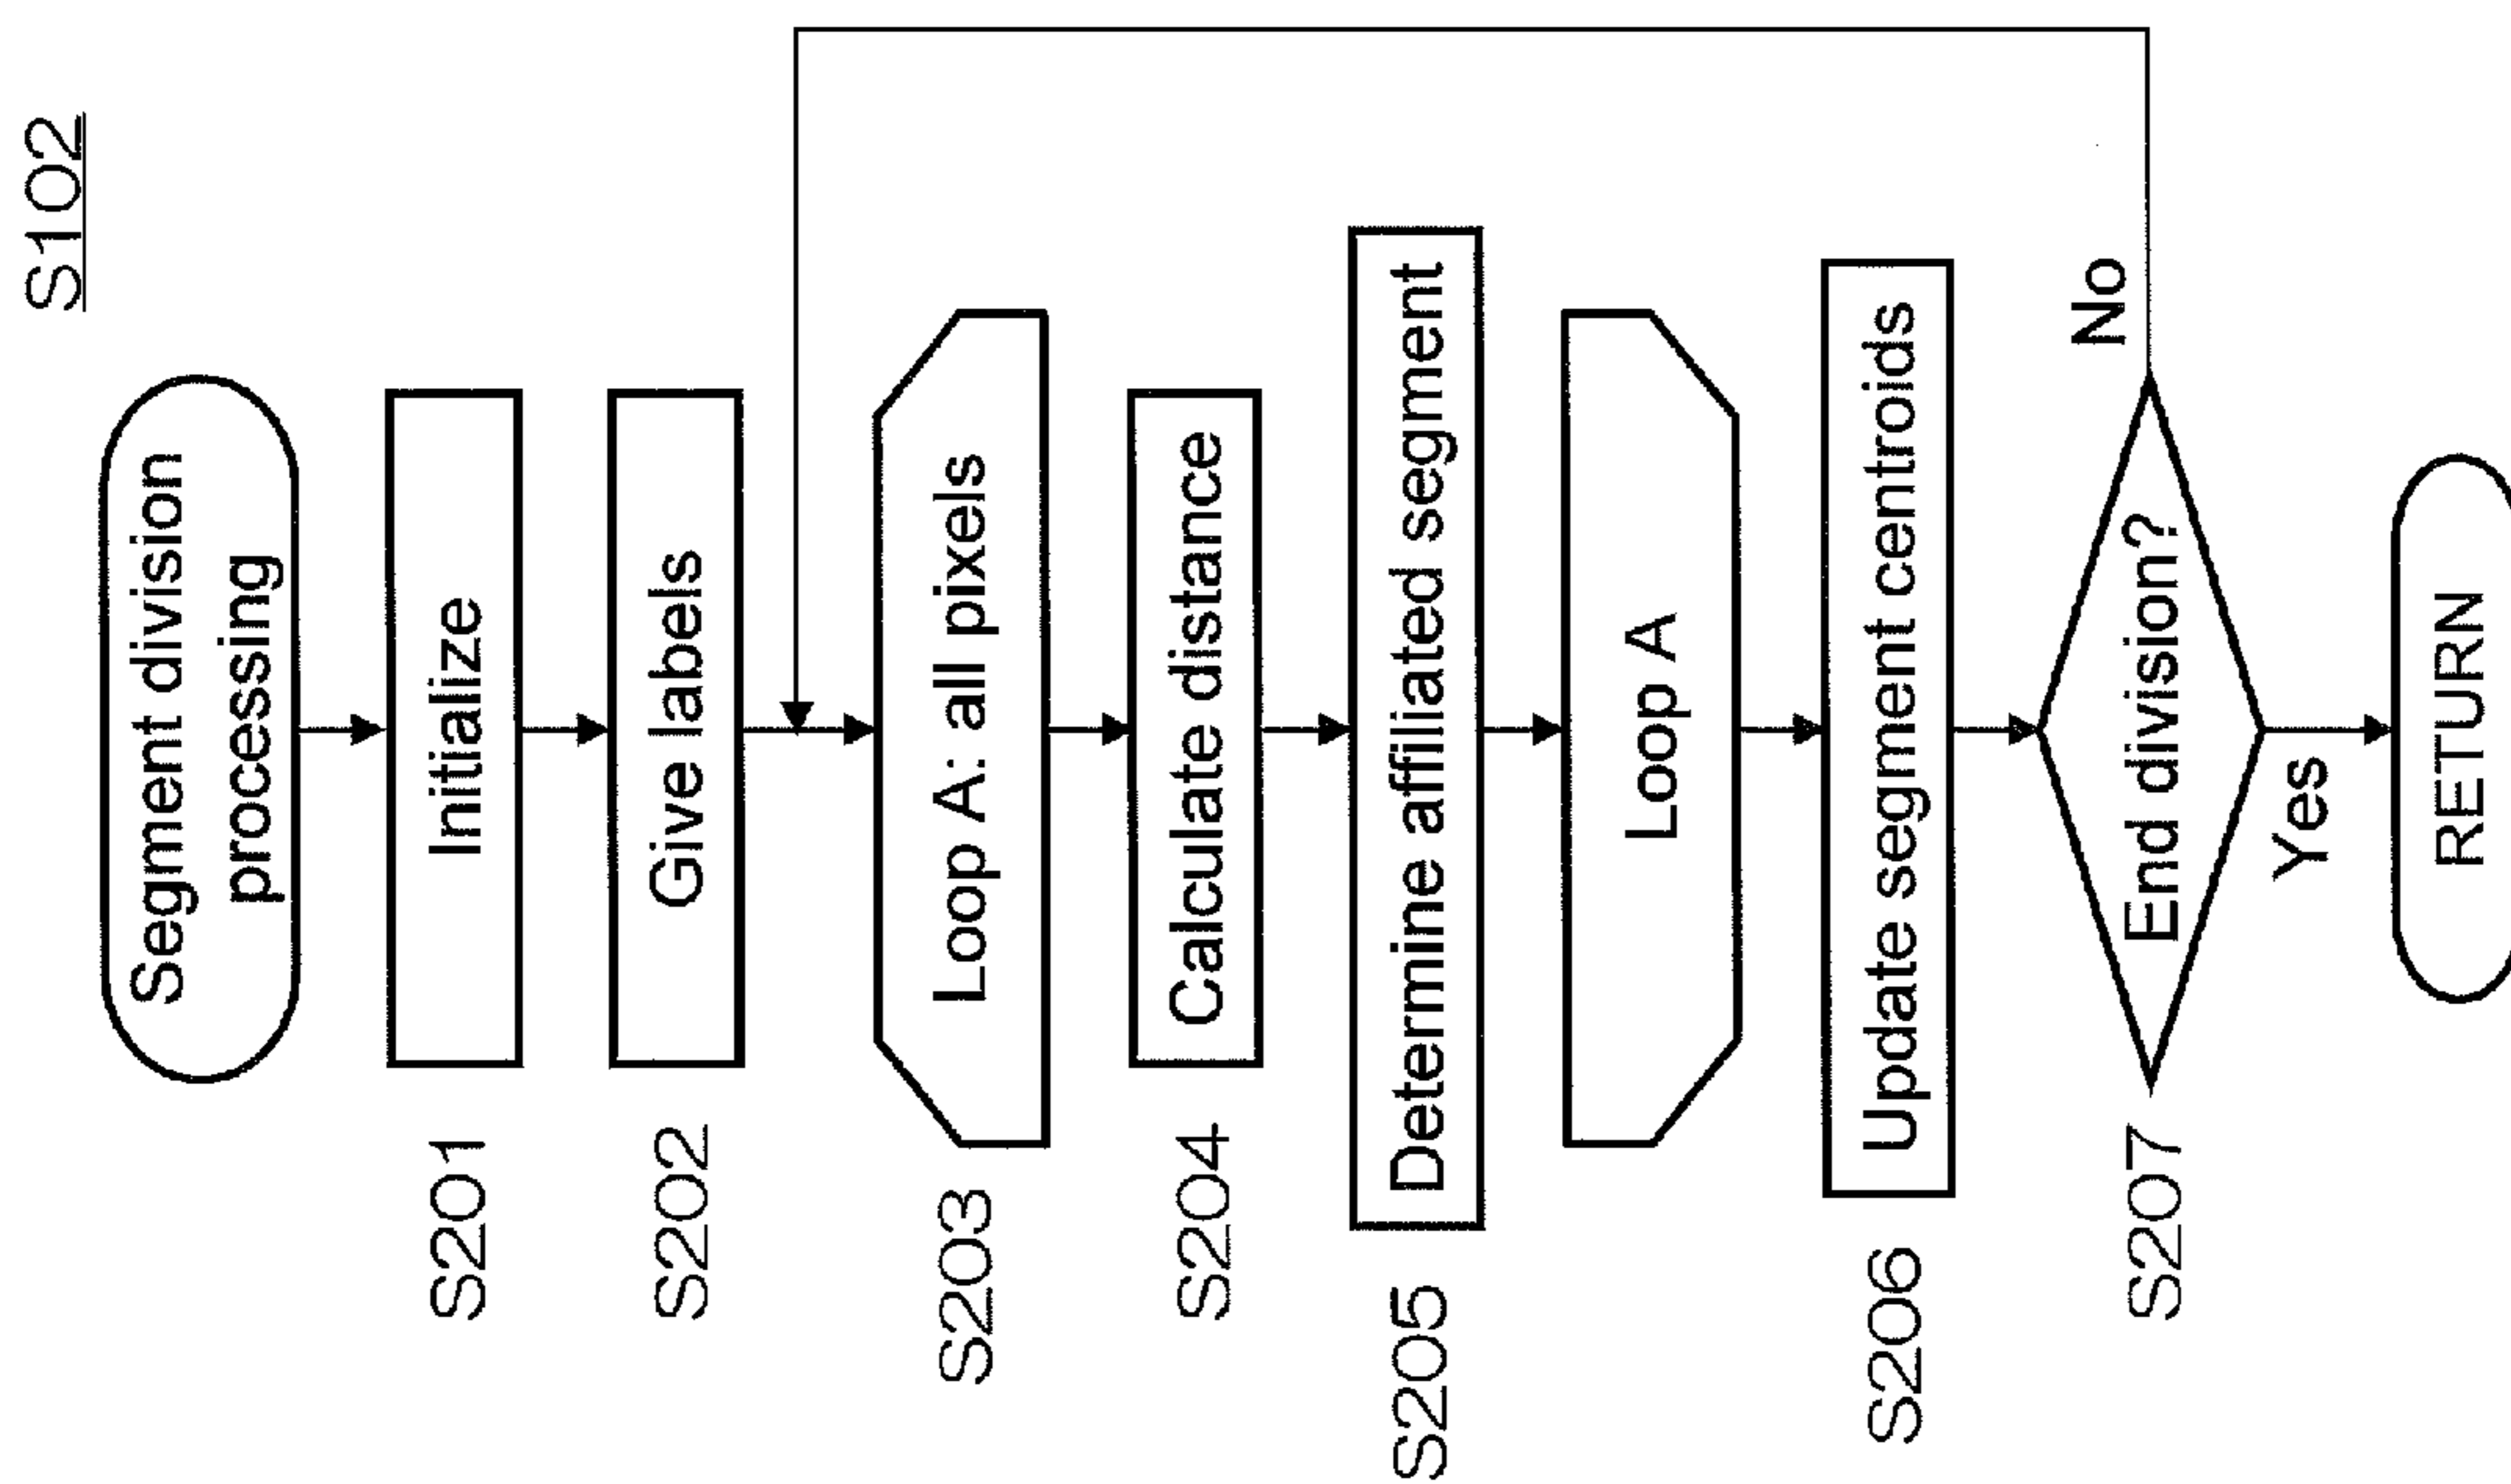 S102
Segment division
processing
S201
Initialize
S202
Give labels
S203
Loop A: all pixels
S204
Calculate distance
S205
Determine affiliated segment
Loop A
S206
Update segment centroids
S207
End division?
No
Yes
RETURN